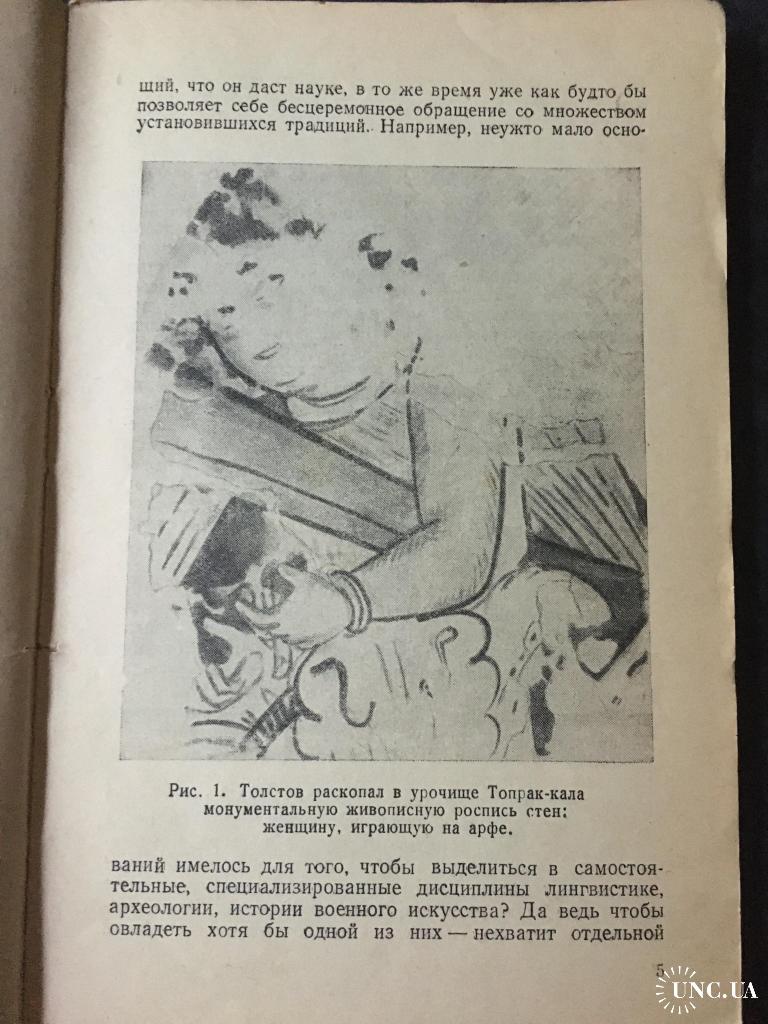 щий, что он даст науке, в то же время уже как будто бы
позволяет себе бесцеремонное обращение со множеством
установившихся традиций. Например, неужто мало осно-
Рис. 1. Толстов раскопал в урочище Топрак-кала
монументальную живописную роспись стен:
женщину, играющую на арфе.
ваний имелось для того, чтобы выделиться в самостоя-
тельные, специализированные дисциплины лингвистике,
археологии, истории военного искусства? Да ведь чтобы
овладеть хотя бы одной из них — нехватит отдельной
5
UNC.UA